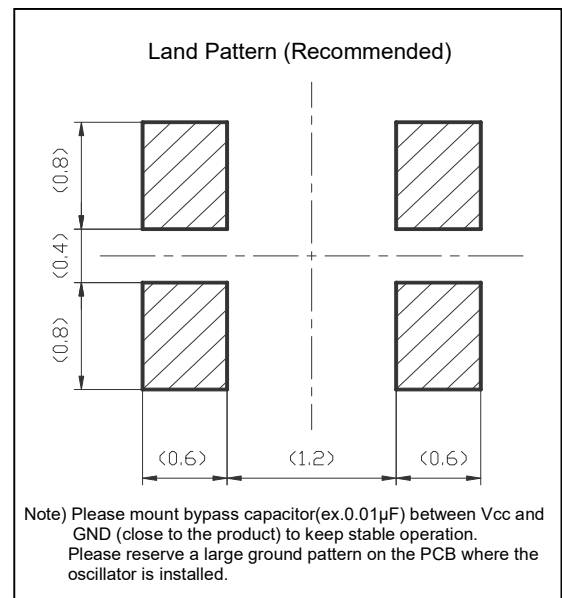 Land Pattern (Recommended)
(0.8)
(0.4)
(0.8)
(0.6) (1.2) (0.6)
Note) Please mount bypass capacitor(ex.0.01µF) between Vcc and
GND (close to the product) to keep stable operation.
Please reserve a large ground pattern on the PCB where the
oscillator is installed.